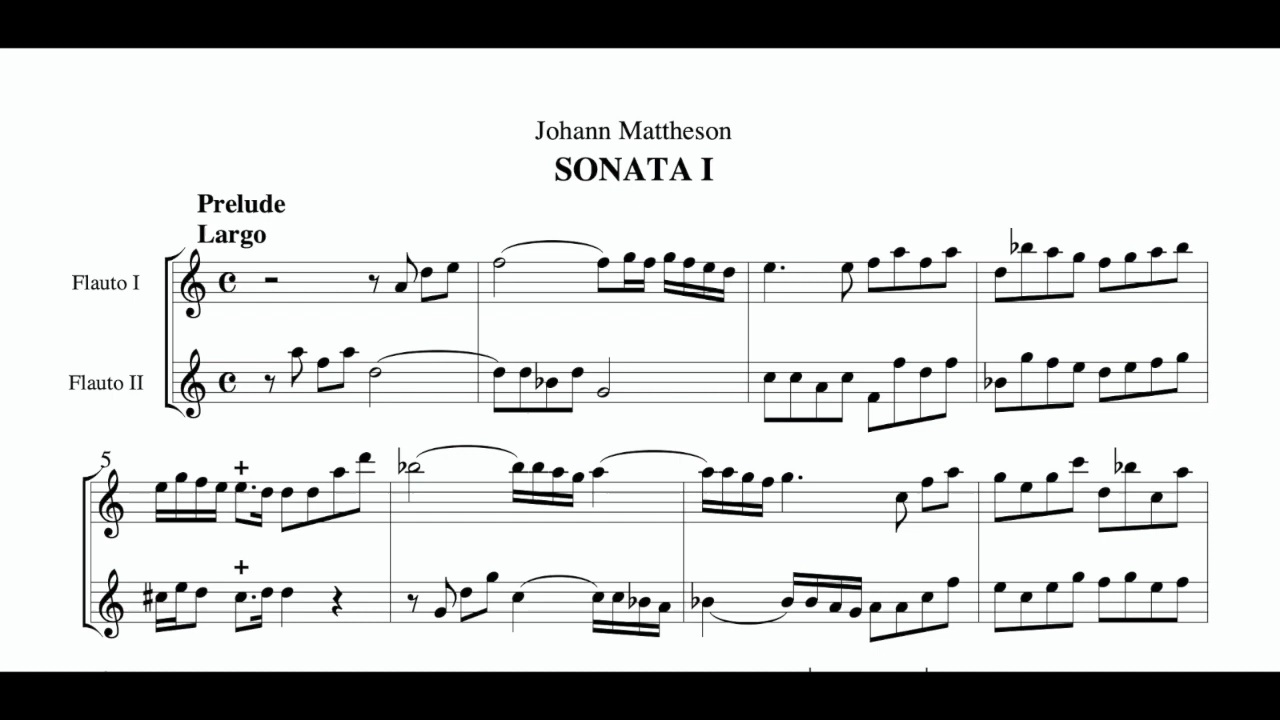 Johann Mattheson
SONATA I
Prelude
Largo
Flauto I
Flauto II
5